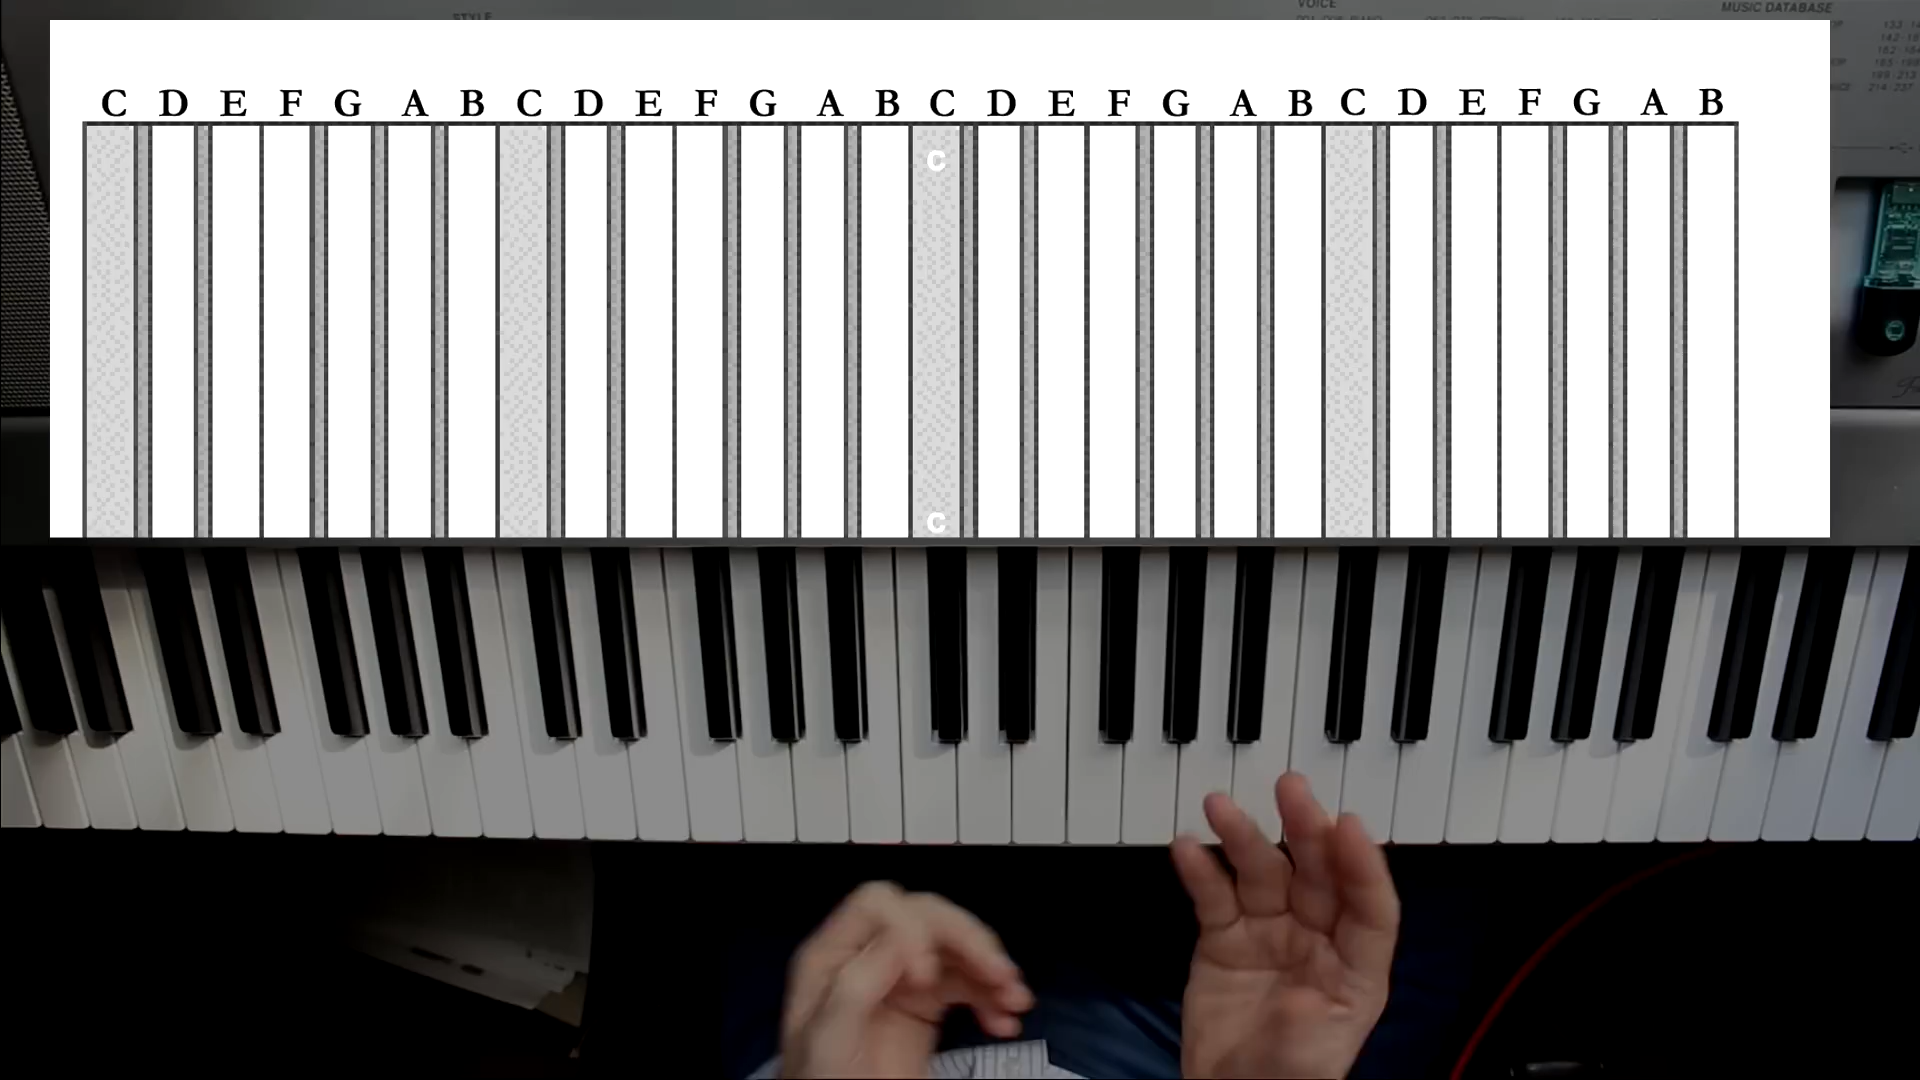 STYLE
VOICE
MUSIC DATABASE
C D E F G A B C D E F G A B C D E F G A B C D E F G A B
C
C